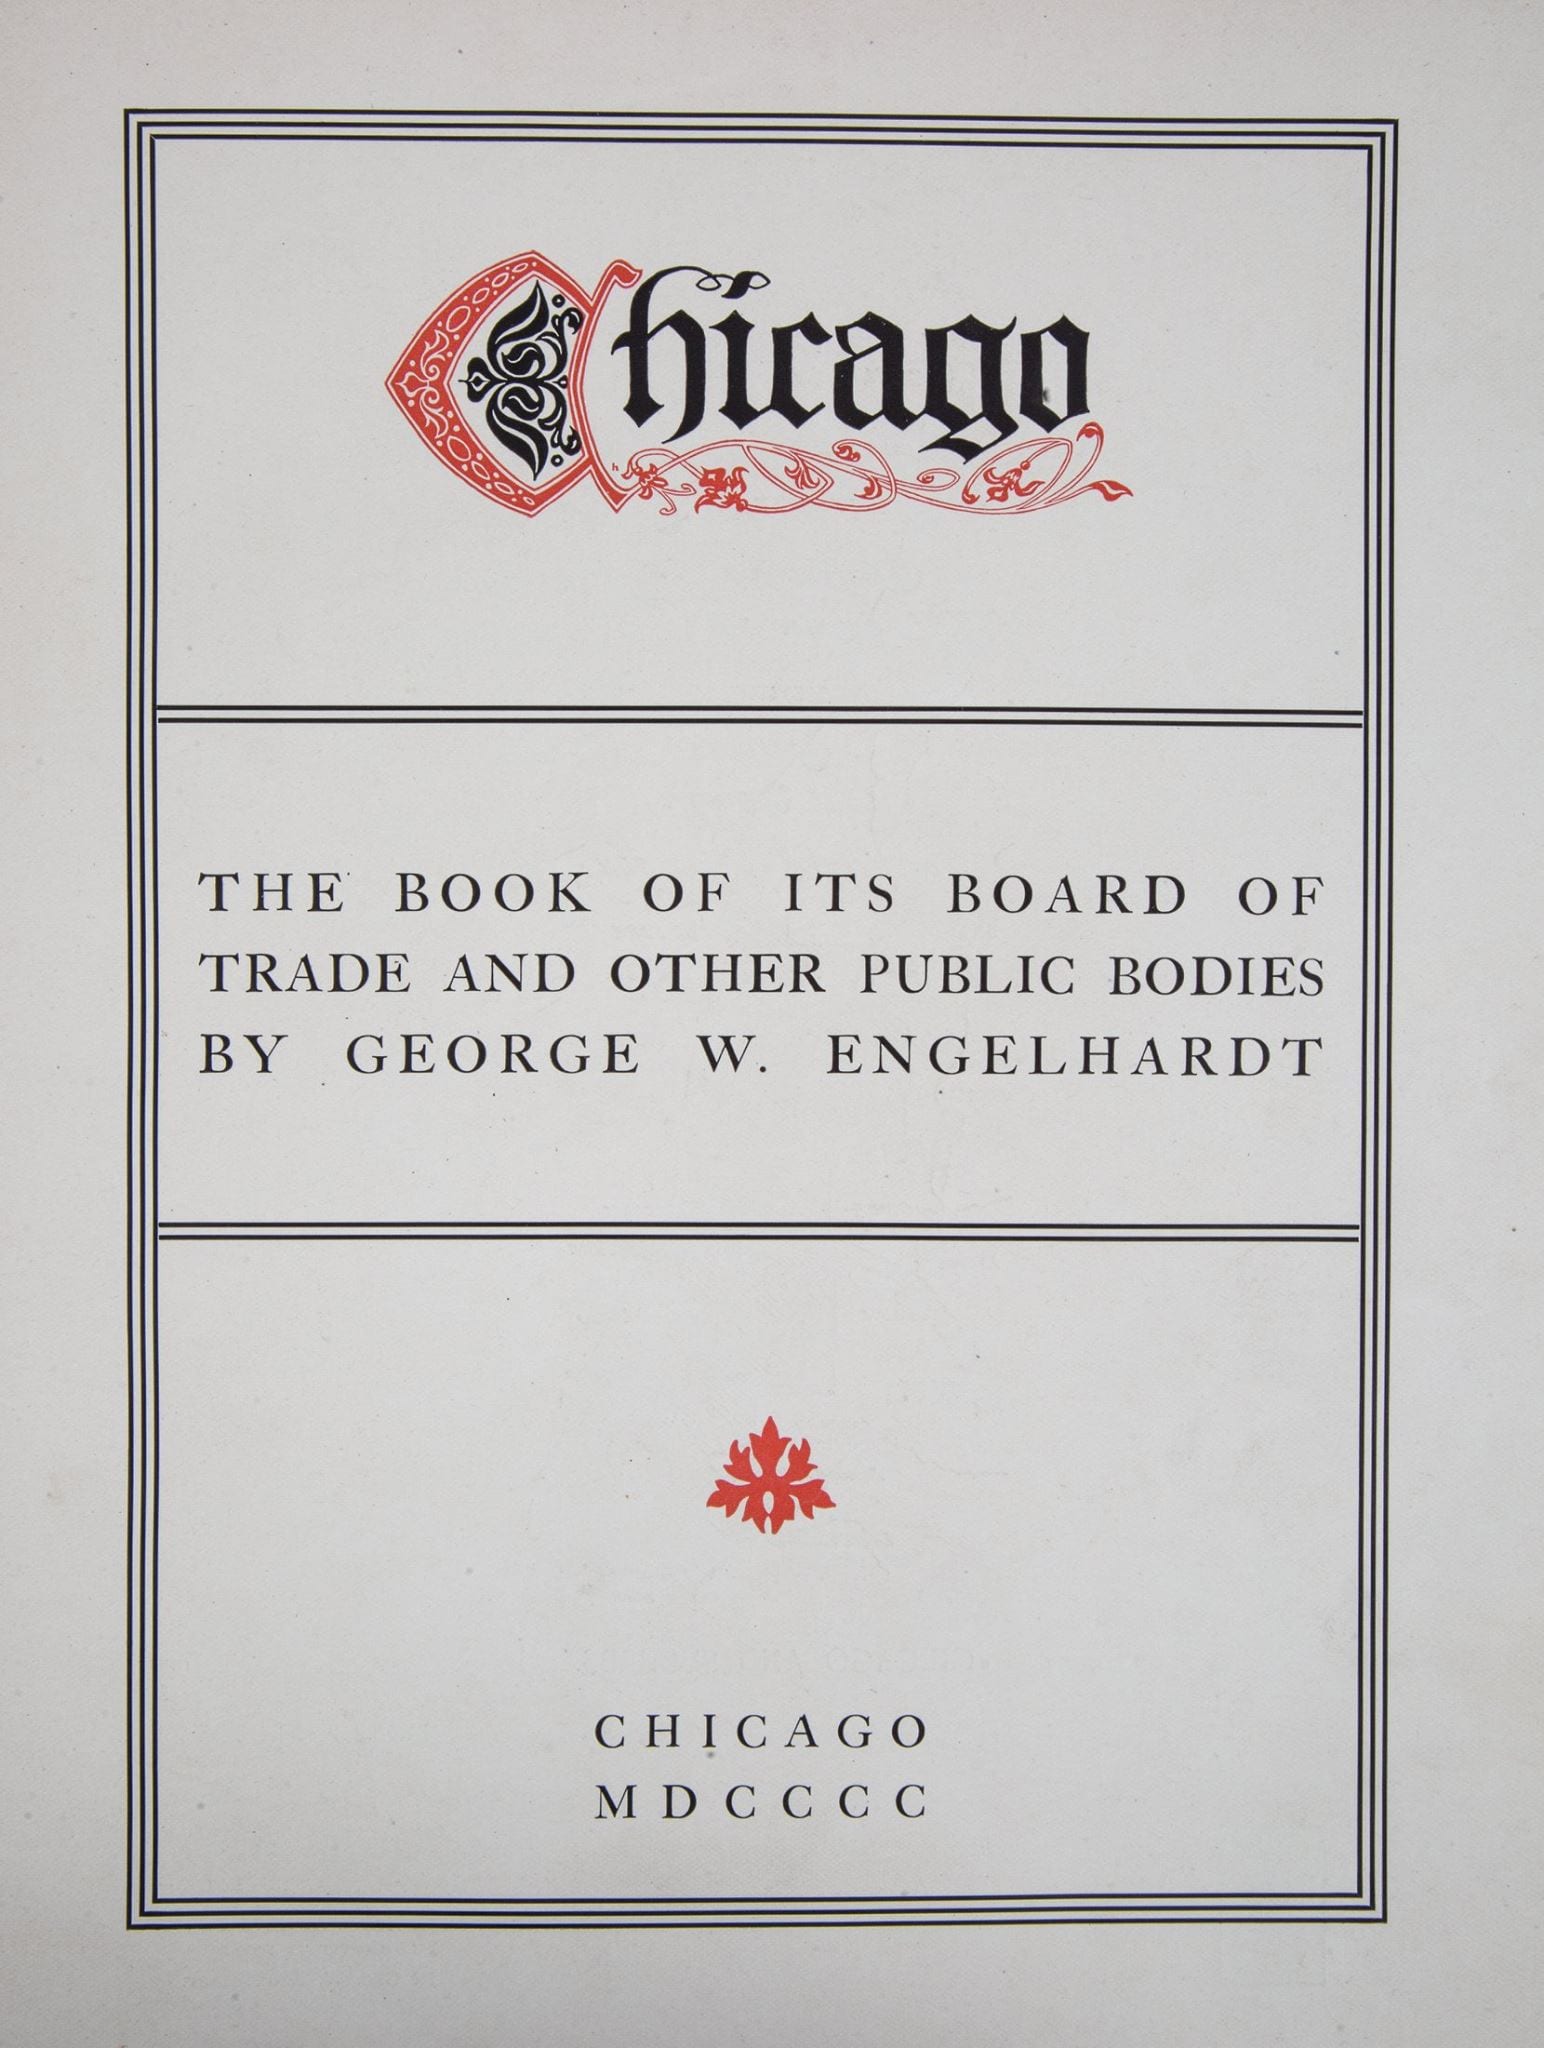 Chicago
THE BOOK OF ITS BOARD OF
TRADE AND OTHER PUBLIC BODIES
BY GEORGE W. ENGELHARDT
CHICAGO
MDCCCC